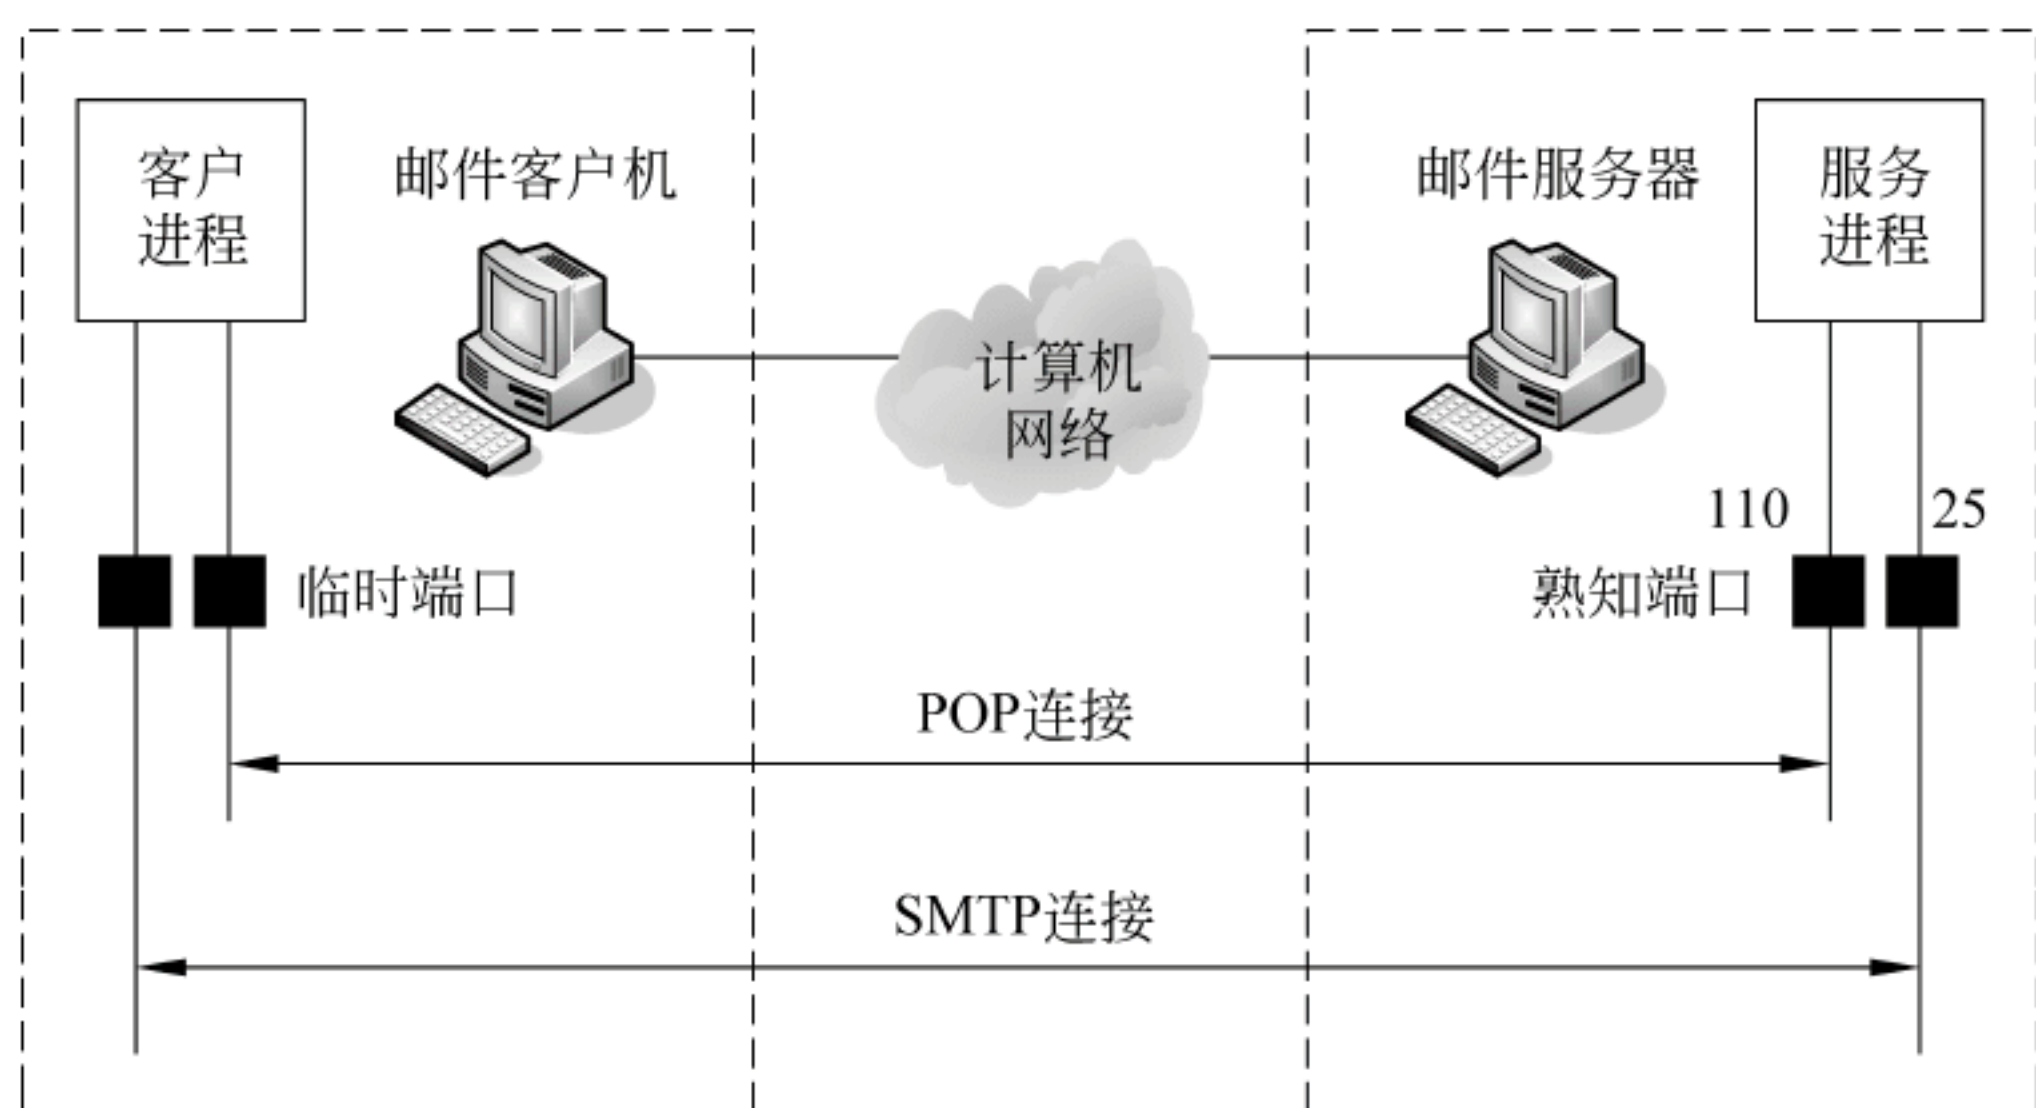 客户
进程
邮件客户机
邮件服务器
服务
进程
计算机
网络
110
25
临时端口
熟知端口
POP连接
SMTP连接